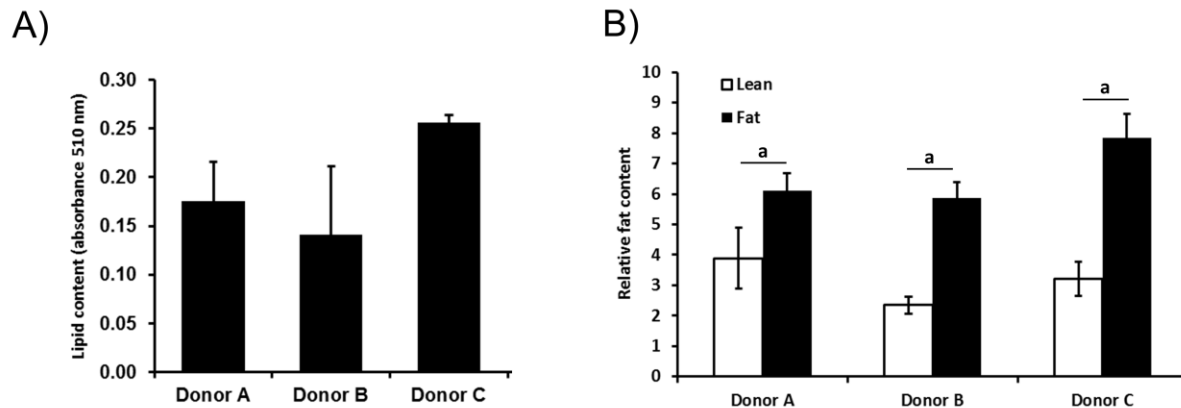 A)
Lipid content (absorbance 510 nm)
0.30
0.25
0.20
0.15
0.10
0.05
0.00
Donor A
Donor B
Donor C
B)
Relative fat content
10
9
8
7
6
5
4
3
2
1
0
Lean
Fat
a
a
a
Donor A
Donor B
Donor C